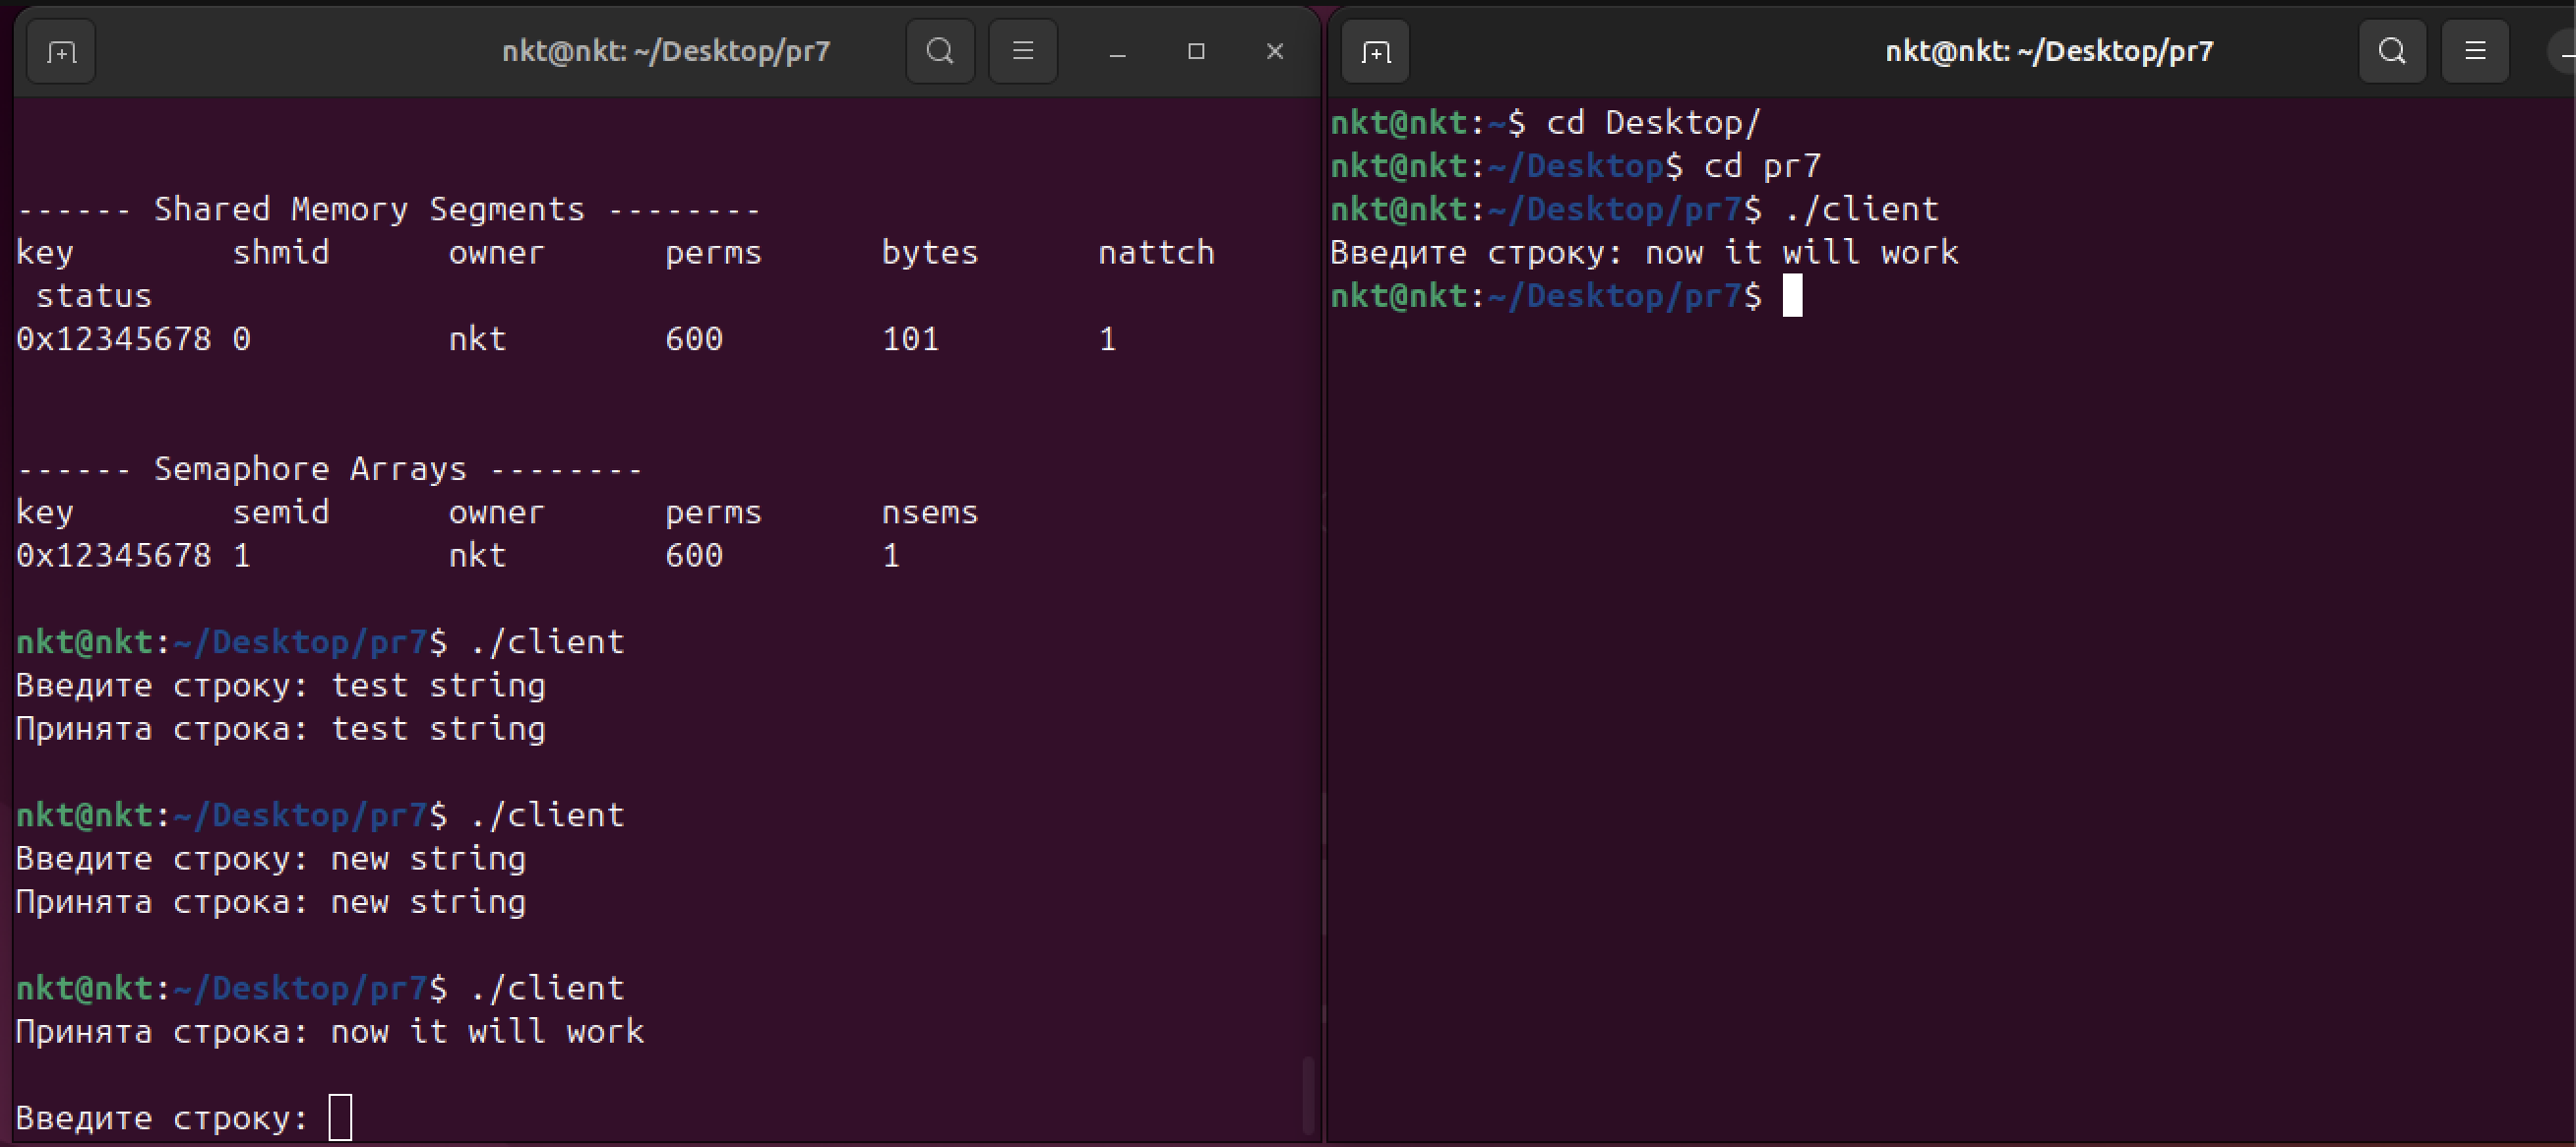 nkt@nkt: ~/Desktop/pr7
------ Shared Memory Segments --------
key        shmid      owner      perms      bytes      nattch
 status
0x12345678 0          nkt        600        101        1
------ Semaphore Arrays --------
key        semid      owner      perms      nsems
0x12345678 1          nkt        600        1
nkt@nkt:~/Desktop/pr7$ ./client
Введите строку: test string
Принята строка: test string
nkt@nkt:~/Desktop/pr7$ ./client
Введите строку: new string
Принята строка: new string
nkt@nkt:~/Desktop/pr7$ ./client
Принята строка: now it will work
Введите строку:
nkt@nkt: ~/Desktop/pr7
nkt@nkt:~$ cd Desktop/
nkt@nkt:~/Desktop$ cd pr7
nkt@nkt:~/Desktop/pr7$ ./client
Введите строку: now it will work
nkt@nkt:~/Desktop/pr7$